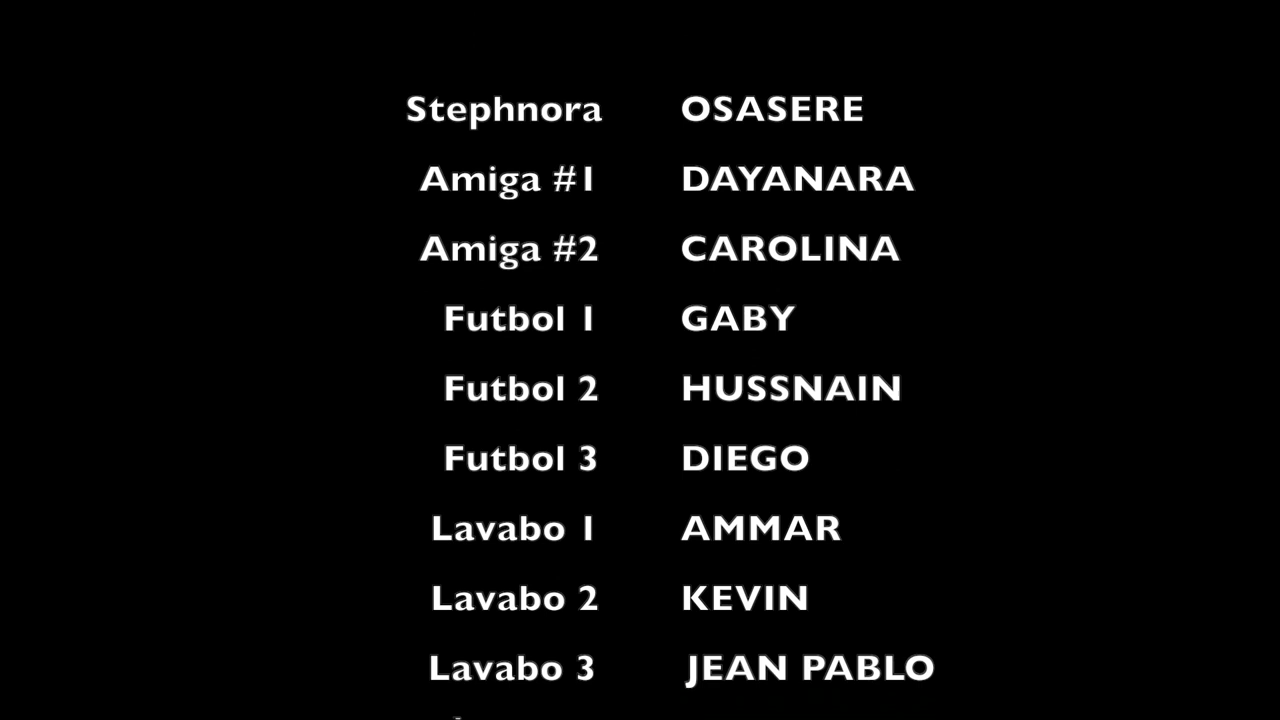 Stephnora OSASERE
Amiga #1 DAYANARA
Amiga #2 CAROLINA
Futbol 1 GABY
Futbol 2 HUSSNAIN
Futbol 3 DIEGO
Lavabo 1 AMMAR
Lavabo 2 KEVIN
Lavabo 3 JEAN PABLO